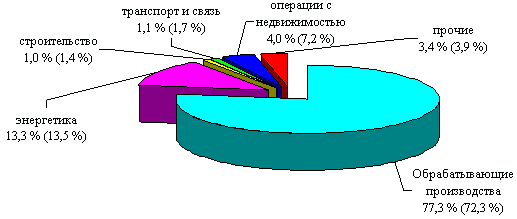 транспорт и связь
1,1 % (1,7 %)
операции с
недвижимостью
4,0 % (7,2 %)
прочие
3,4 % (3,9 %)
строительство
1,0 % (1,4 %)
энергетика
13,3 % (13,5 %)
Обрабатывающие
производства
77,3 % (72,3 %)